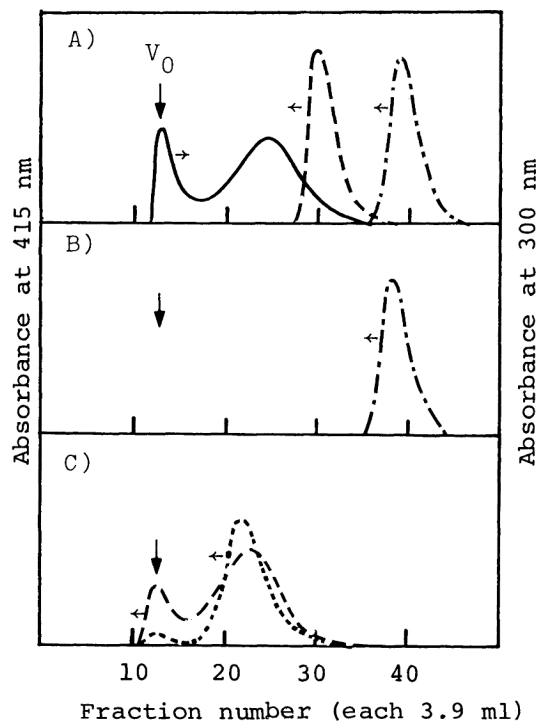 A)
V0
B)
C)
Absorbance at 415 nm
Absorbance at 300 nm
10 20 30 40
Fraction number (each 3.9 ml)